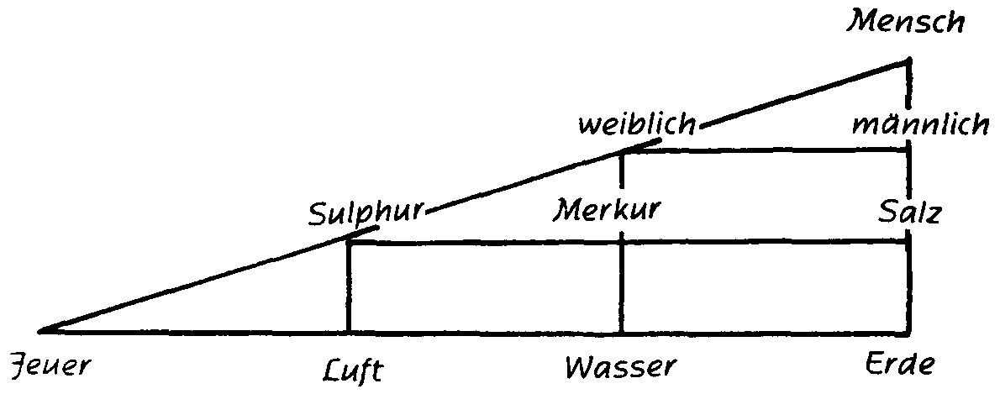 Mensch
weiblich männlich
Sulphur Merkur Salz
Feuer Luft Wasser Erde